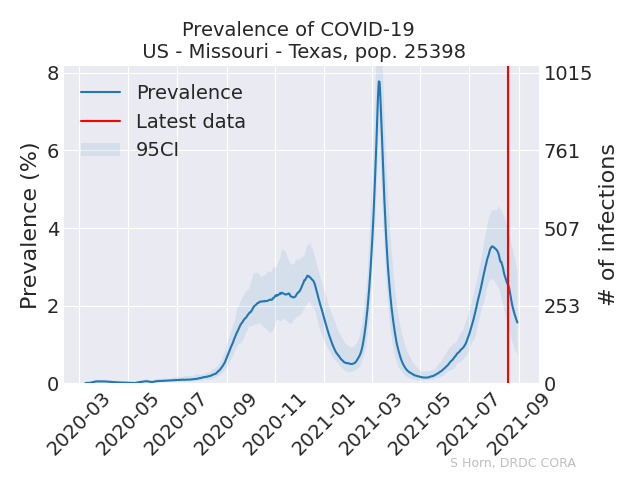 Prevalence of COVID-19
US - Missouri - Texas, pop. 25398
Prevalence (%)
8
6
4
2
0
Prevalence
Latest data
95CI
1015
761
507
253
0
# of infections
2020-03
2020-05
2020-07
2020-09
2020-11
2021-01
2021-03
2021-05
2021-07
2021-09
S Horn, DRDC CORA